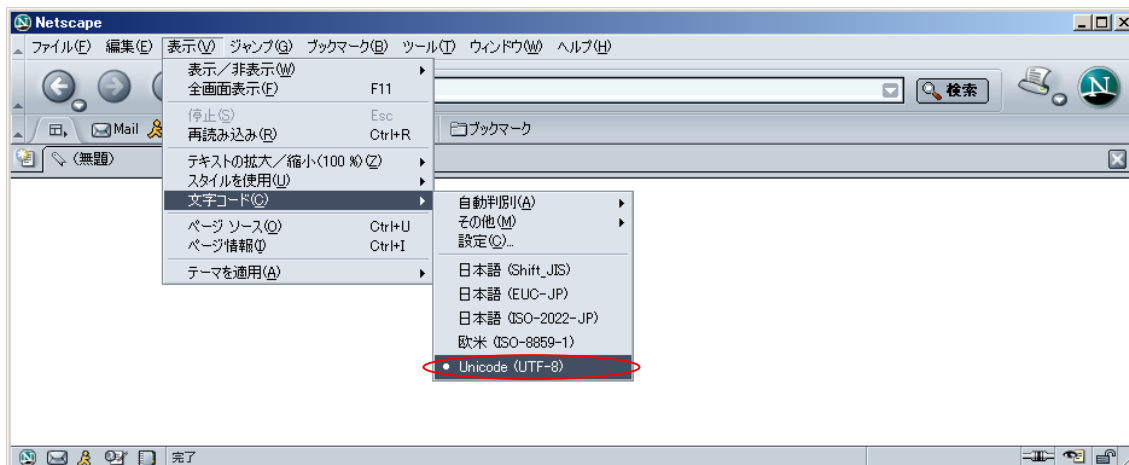 Netscape
ファイル(F) 編集(E) 表示(V) ジャンプ(G) ブックマーク(B) ツール(T) ウィンドウ(W) ヘルプ(H)
表示／非表示(W)
全画面表示(F) F11
検索
停止(S) Esc
Mail
再読み込み(R) Ctrl+R
ブックマーク
(無題)
テキストの拡大／縮小(100 %)(Z)
スタイルを使用(U)
文字コード(C)
ページ ソース(O) Ctrl+U
ページ情報(I) Ctrl+I
テーマを適用(A)
自動判別(A)
その他(M)
設定(C)...
日本語 (Shift_JIS)
日本語 (EUC-JP)
日本語 (ISO-2022-JP)
欧米 (ISO-8859-1)
Unicode (UTF-8)
完了